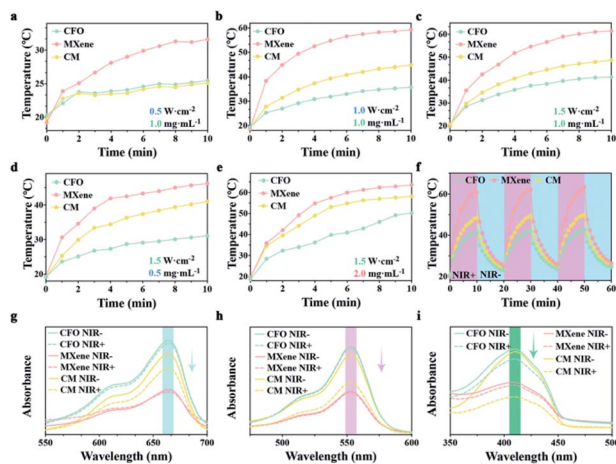 a
CFO
MXene
CM
Temperature (°C)
30
25
20
0.5 W·cm⁻²
1.0 mg·mL⁻¹
0 2 4 6 8 10
Time (min)
b
CFO
MXene
CM
Temperature (°C)
60
50
40
30
20
1.0 W·cm⁻²
1.0 mg·mL⁻¹
0 2 4 6 8 10
Time (min)
c
CFO
MXene
CM
Temperature (°C)
60
50
40
30
20
1.5 W·cm⁻²
1.0 mg·mL⁻¹
0 2 4 6 8 10
Time (min)
d
CFO
MXene
CM
Temperature (°C)
40
30
20
1.5 W·cm⁻²
0.5 mg·mL⁻¹
0 2 4 6 8 10
Time (min)
e
CFO
MXene
CM
Temperature (°C)
60
40
20
1.5 W·cm⁻²
2.0 mg·mL⁻¹
0 2 4 6 8 10
Time (min)
f
CFO MXene CM
Temperature (°C)
60
40
20
NIR+ NIR-
0 10 20 30 40 50 60
Time (min)
g
CFO NIR-
CFO NIR+
MXene NIR-
MXene NIR+
CM NIR-
CM NIR+
Absorbance
550 600 650 700
Wavelength (nm)
h
CFO NIR-
CFO NIR+
MXene NIR-
MXene NIR+
CM NIR-
CM NIR+
Absorbance
500 550 600
Wavelength (nm)
i
CFO NIR- MXene NIR-
CFO NIR+ MXene NIR+
CM NIR-
CM NIR+
Absorbance
350 400 450 500
Wavelength (nm)